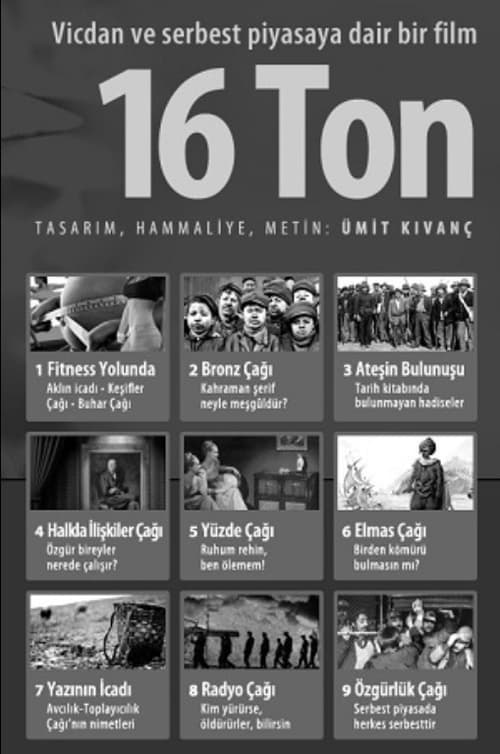 Vicdan ve serbest piyasaya dair bir film
16 Ton
TASARIM, HAMMALİYE, METİN: ÜMİT KIVANÇ
1 Fitness Yolunda
Aklın icadı - Keşifler
Çağı - Buhar Çağı
2 Bronz Çağı
Kahraman şerif
neyle meşgûldür?
3 Ateşin Bulunuşu
Tarih kitabında
bulunmayan hadiseler
4 Halkla İlişkiler Çağı
Özgür bireyler
nerede çalışır?
5 Yüzde Çağı
Ruhum rehin,
ben ölemem!
6 Elmas Çağı
Birden kömürü
bulmasın mı?
7 Yazının İcadı
Avcılık-Toplayıcılık
Çağı'nın nimetleri
8 Radyo Çağı
Kim yürürse,
öldürürler, bilirsin
9 Özgürlük Çağı
Serbest piyasada
herkes serbesttir